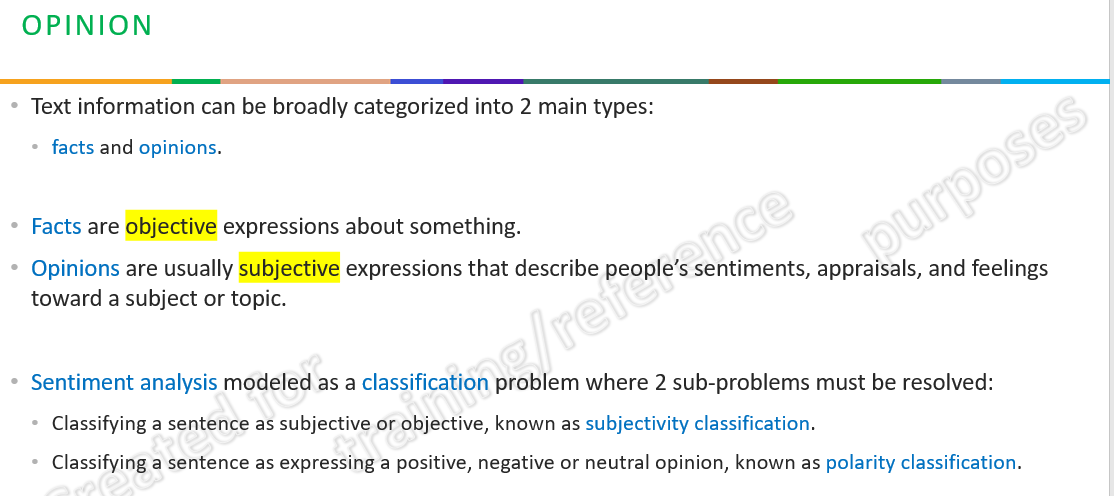 OPINION
• Text information can be broadly categorized into 2 main types:
• facts and opinions.
• Facts are objective expressions about something.
• Opinions are usually subjective expressions that describe people's sentiments, appraisals, and feelings
toward a subject or topic.
• Sentiment analysis modeled as a classification problem where 2 sub-problems must be resolved:
• Classifying a sentence as subjective or objective, known as subjectivity classification.
• Classifying a sentence as expressing a positive, negative or neutral opinion, known as polarity classification.
Created for
training/reference
purposes